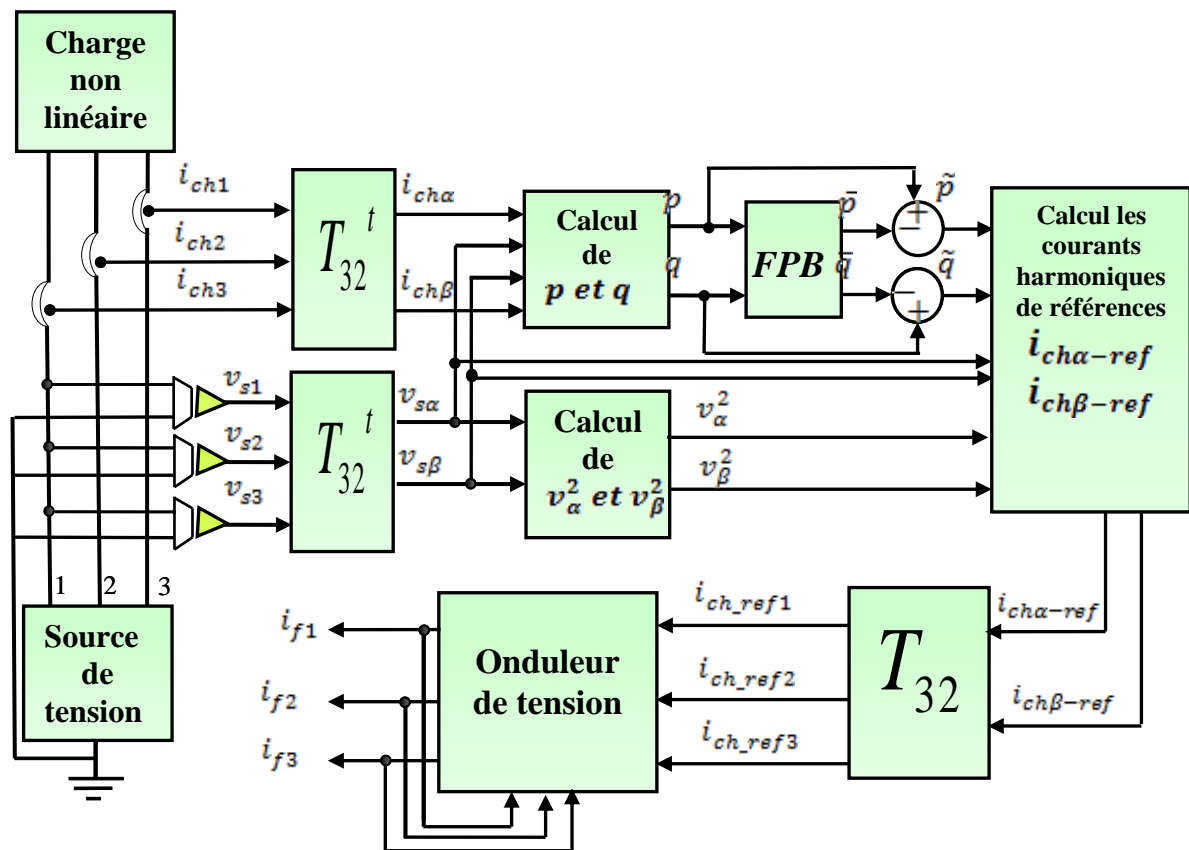 Charge
non
linéaire
i_ch1
i_ch2
i_ch3
T_32^t
i_chα
i_chβ
Calcul
de
p et q
p
q
FPB
p̄
q̄
+
−
−
+
p̃
q̃
Calcul les
courants
harmoniques
de références
i_chα−ref
i_chβ−ref
v_s1
v_s2
v_s3
T_32^t
v_sα
v_sβ
Calcul
de
v_α^2 et v_β^2
v_α^2
v_β^2
1 2 3
Source
de
tension
i_f1
i_f2
i_f3
Onduleur
de tension
i_ch_ref1
i_ch_ref2
i_ch_ref3
T_32
i_chα−ref
i_chβ−ref